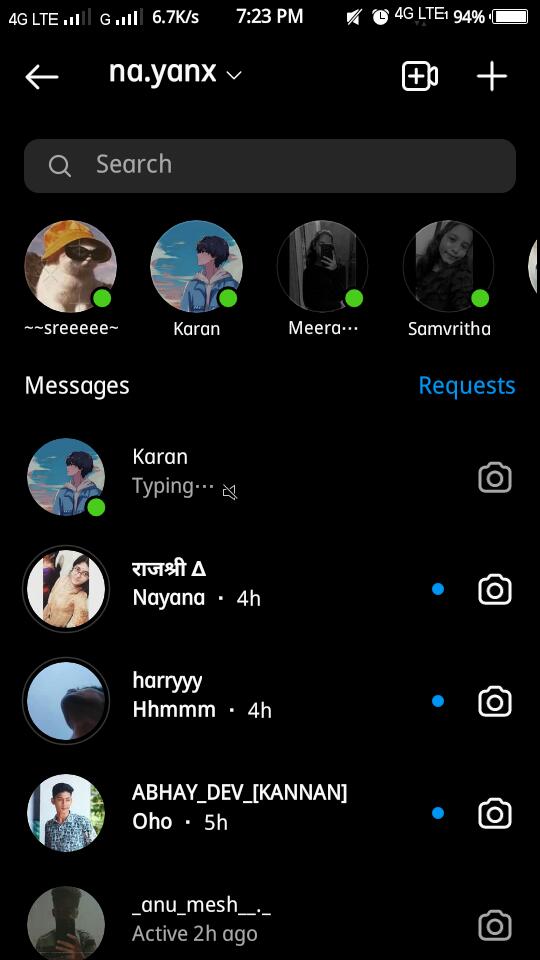 4G LTE G 6.7K/s 7:23 PM 4G LTE 94%
na.yanx
Search
~~sreeeee~ Karan Meera··· Samvritha
Messages Requests
Karan
Typing···
राजश्री Δ
Nayana · 4h
harryyy
Hhmmm · 4h
ABHAY_DEV_[KANNAN]
Oho · 5h
_anu_mesh__._
Active 2h ago